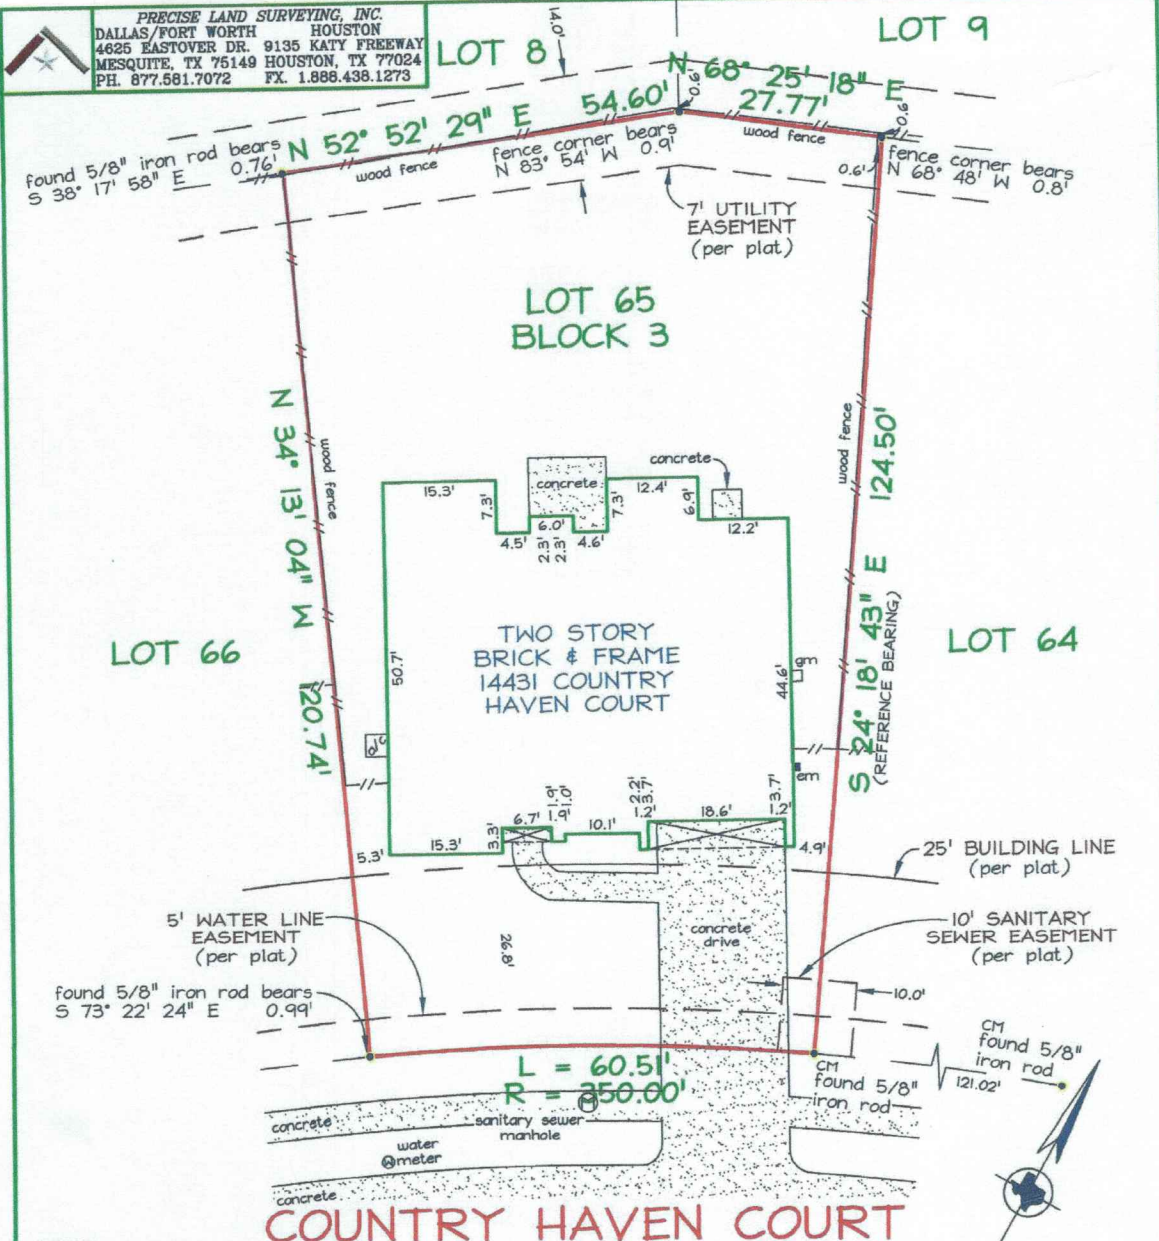 PRECISE LAND SURVEYING, INC.
DALLAS/FORT WORTH HOUSTON
4625 EASTOVER DR. 9135 KATY FREEWAY
MESQUITE, TX 75149 HOUSTON, TX 77024
PH. 877.581.7072 FX. 1.888.438.1273
LOT 8
14.0'
LOT 9
N 68° 25' 18" E
27.77'
wood fence
0.6'
0.6'
0.6'
N 52° 52' 29" E 54.60'
wood fence
found 5/8" iron rod bears
S 38° 17' 58" E 0.76'
fence corner bears
N 83° 54' W 0.9'
fence corner bears
N 68° 48' W 0.8'
7' UTILITY
EASEMENT
(per plat)
LOT 65
BLOCK 3
N 34° 13' 04" W 120.74'
wood fence
wood fence
S 24° 18' 43" E 124.50'
(REFERENCE BEARING)
15.3'
7.3'
4.5'
concrete
6.0'
2.3'
2.3'
4.6'
7.3'
12.4'
concrete
6.9'
12.2'
LOT 66
LOT 64
TWO STORY
BRICK & FRAME
14431 COUNTRY
HAVEN COURT
50.7'
44.6'
gm
em
5.3'
15.3'
3.3'
6.7'
1.9'
1.0'
1.9'
10.1'
2.2'
3.7'
1.2'
18.6'
3.7'
1.2'
4.9'
25' BUILDING LINE
(per plat)
5' WATER LINE
EASEMENT
(per plat)
26.8'
concrete
drive
10' SANITARY
SEWER EASEMENT
(per plat)
10.0'
found 5/8" iron rod bears
S 73° 22' 24" E 0.99'
L = 60.51'
R = 350.00'
CM
found 5/8"
iron rod
121.02'
CM
found 5/8"
iron rod
concrete
sanitary sewer
manhole
M
water
meter
W
concrete
COUNTRY HAVEN COURT